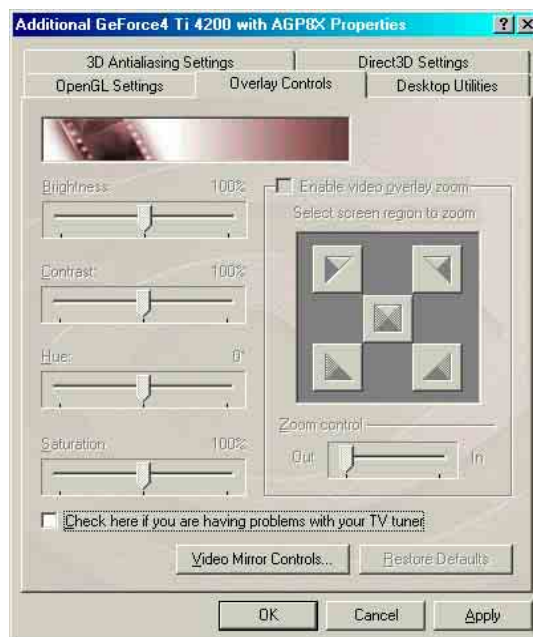 Additional GeForce4 Ti 4200 with AGP8X Properties
3D Antialiasing Settings
Direct3D Settings
OpenGL Settings
Overlay Controls
Desktop Utilities
Brightness: 100%
Contrast: 100%
Hue: 0°
Saturation 100%
Enable video overlay zoom
Select screen region to zoom
Zoom control
Out
In
Check here if you are having problems with your TV tuner
Video Mirror Controls...
Restore Defaults
OK
Cancel
Apply